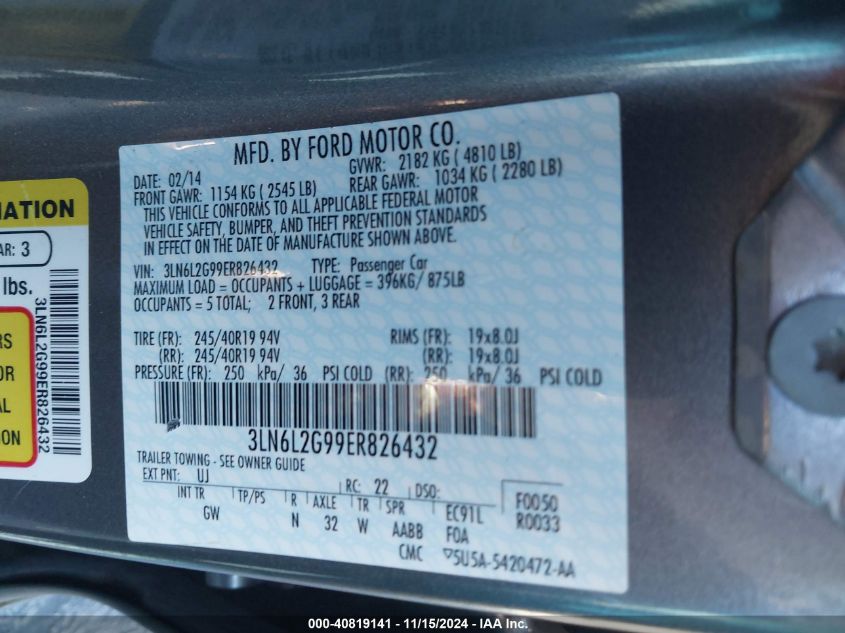 MFD. BY FORD MOTOR CO.
DATE: 02/14 GVWR: 2182 KG ( 4810 LB)
FRONT GAWR: 1154 KG ( 2545 LB) REAR GAWR: 1034 KG ( 2280 LB)
THIS VEHICLE CONFORMS TO ALL APPLICABLE FEDERAL MOTOR
VEHICLE SAFETY, BUMPER, AND THEFT PREVENTION STANDARDS
IN EFFECT ON THE DATE OF MANUFACTURE SHOWN ABOVE.
VIN: 3LN6L2G99ER826432 TYPE: Passenger Car
MAXIMUM LOAD = OCCUPANTS + LUGGAGE = 396KG/ 875LB
OCCUPANTS = 5 TOTAL; 2 FRONT, 3 REAR
TIRE (FR): 245/40R19 94V RIMS (FR): 19x8.0J
(RR): 245/40R19 94V (RR): 19x8.0J
PRESSURE (FR): 250 kPa/ 36 PSI COLD (RR): 250 kPa/ 36 PSI COLD
3LN6L2G99ER826432
TRAILER TOWING - SEE OWNER GUIDE
EXT PNT: UJ RC: 22 DSO:
INT TR TP/PS R AXLE TR SPR EC91L F0050
GW N 32 W AABB FOA R0033
CMC ▽5U5A-5420472-AA
MATION
AR: 3
lbs.
3LN6L2G99ER826432
RS
OR
AL
ION
000-40819141 - 11/15/2024 - IAA Inc.